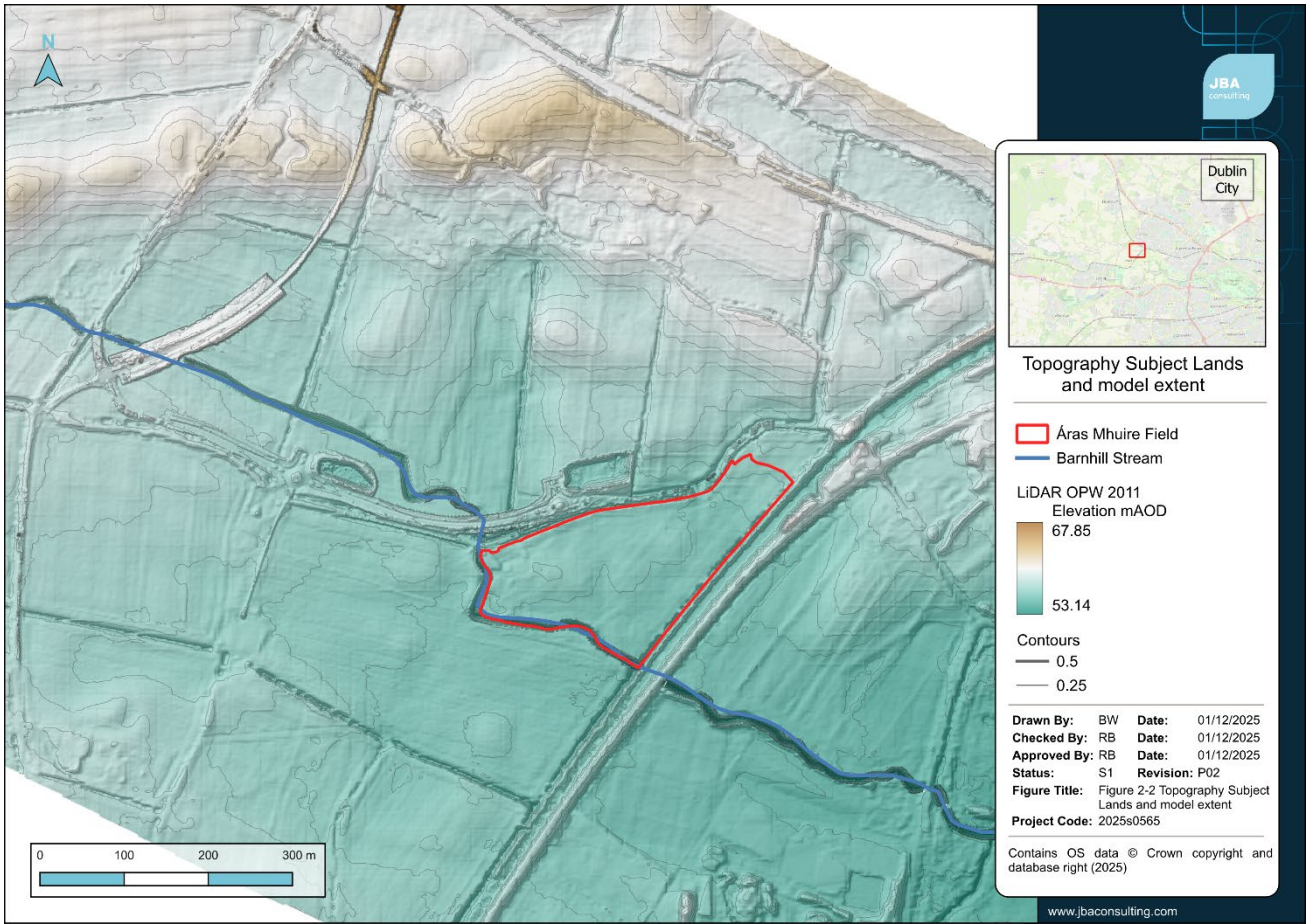 N
JBA
consulting
Dublin
City
Topography Subject Lands
and model extent
Áras Mhuire Field
Barnhill Stream
LiDAR OPW 2011
Elevation mAOD
67.85
53.14
Contours
0.5
0.25
Drawn By: BW Date: 01/12/2025
Checked By: RB Date: 01/12/2025
Approved By: RB Date: 01/12/2025
Status: S1 Revision: P02
Figure Title: Figure 2-2 Topography Subject
Lands and model extent
Project Code: 2025s0565
Contains OS data © Crown copyright and
database right (2025)
0 100 200 300 m
www.jbaconsulting.com